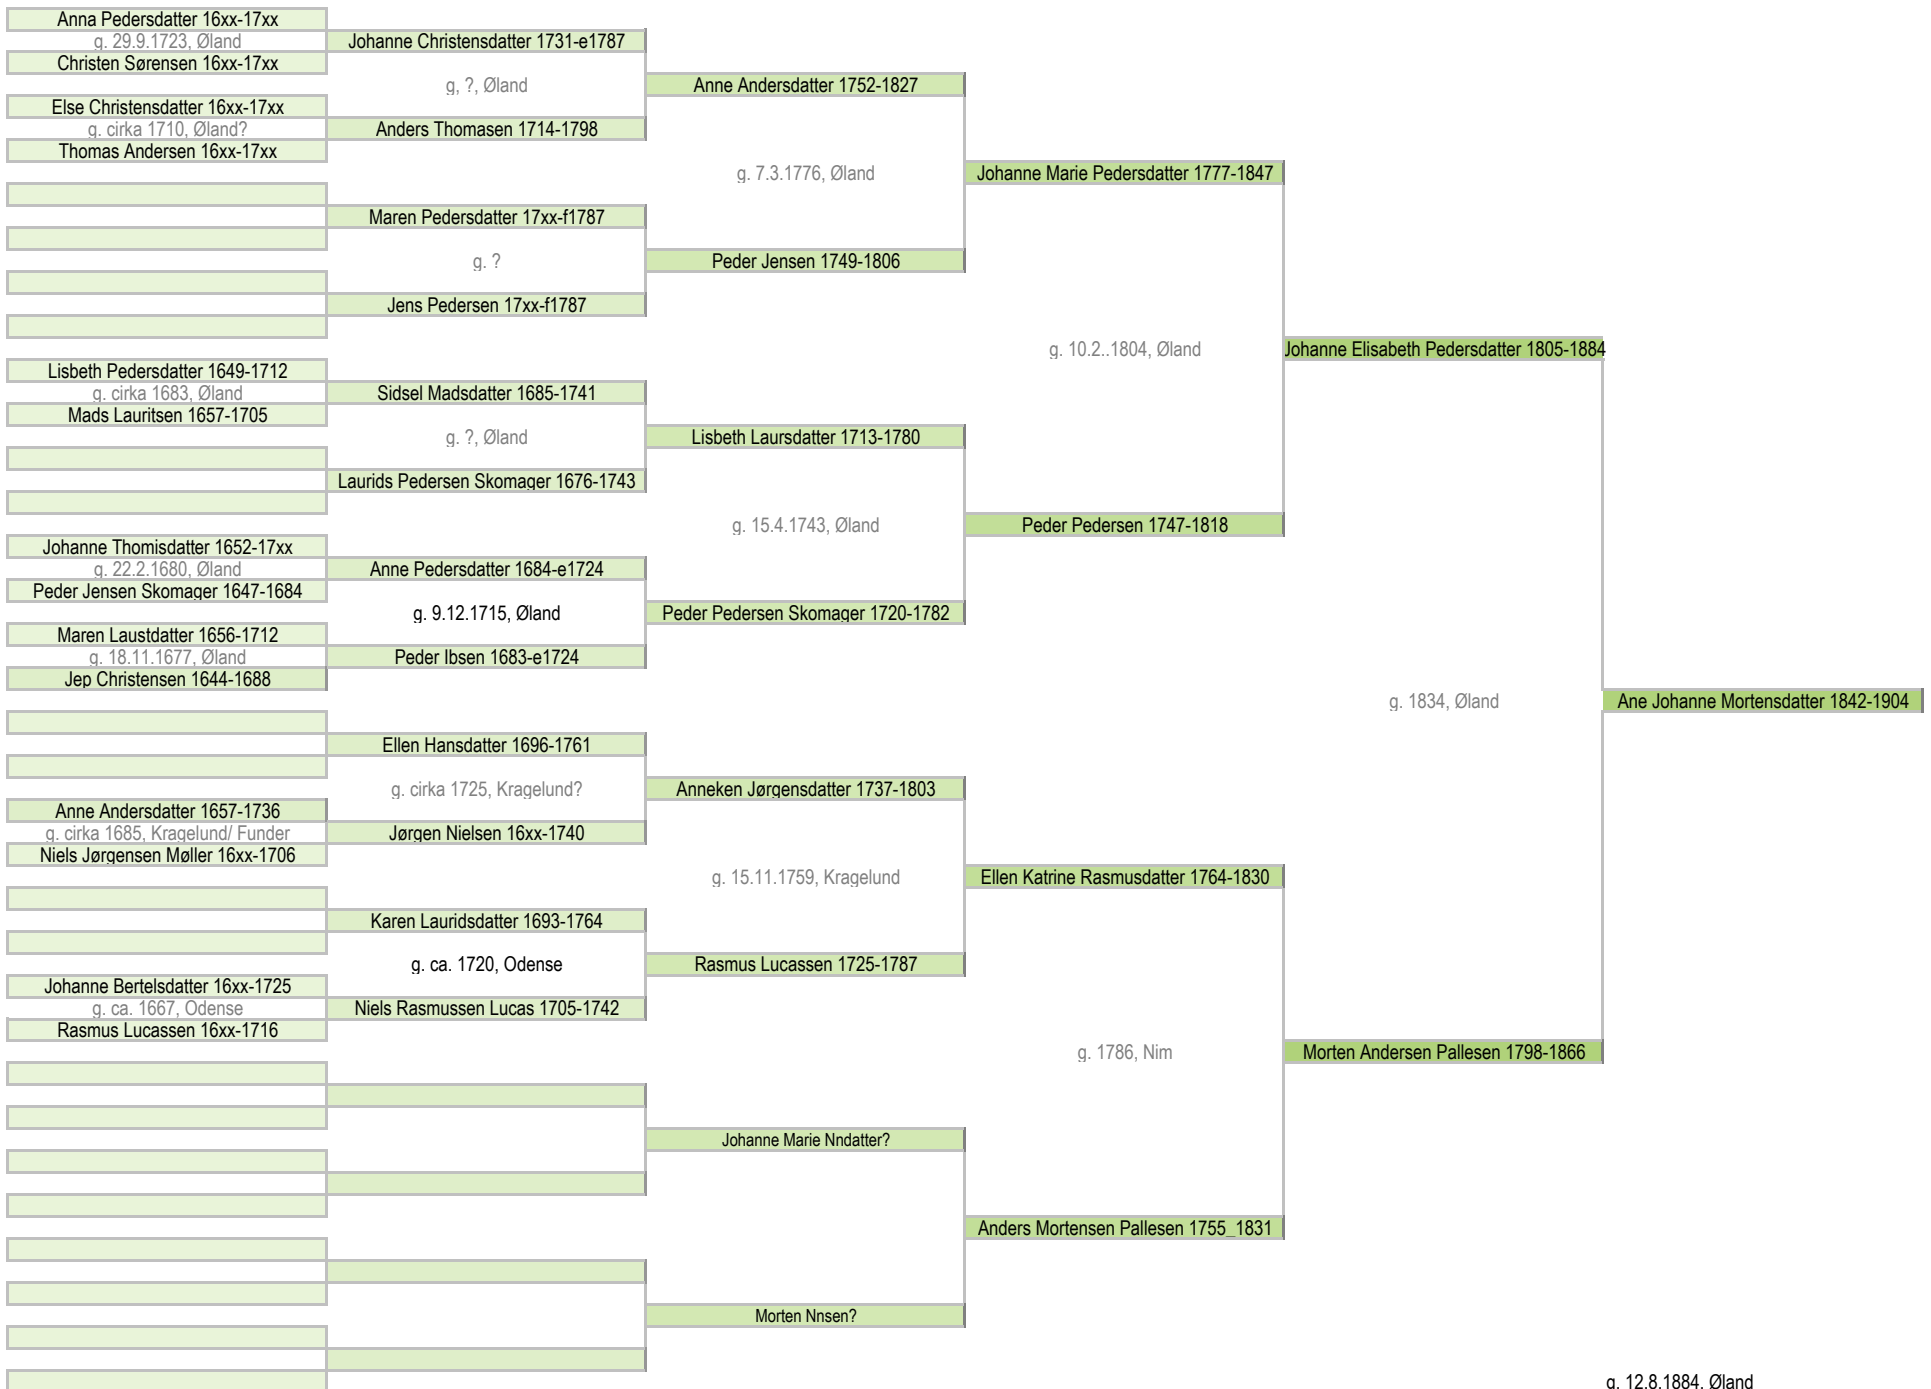 Anna Pedersdatter 16xx-17xx
g. 29.9.1723, Øland
Johanne Christensdatter 1731-e1787
Christen Sørensen 16xx-17xx
g, ?, Øland
Anne Andersdatter 1752-1827
Else Christensdatter 16xx-17xx
g. cirka 1710, Øland?
Anders Thomasen 1714-1798
Thomas Andersen 16xx-17xx
g. 7.3.1776, Øland
Johanne Marie Pedersdatter 1777-1847
Maren Pedersdatter 17xx-f1787
g. ?
Peder Jensen 1749-1806
Jens Pedersen 17xx-f1787
g. 10.2..1804, Øland
Johanne Elisabeth Pedersdatter 1805-1884
Lisbeth Pedersdatter 1649-1712
g. cirka 1683, Øland
Sidsel Madsdatter 1685-1741
Mads Lauritsen 1657-1705
g. ?, Øland
Lisbeth Laursdatter 1713-1780
Laurids Pedersen Skomager 1676-1743
g. 15.4.1743, Øland
Peder Pedersen 1747-1818
Johanne Thomisdatter 1652-17xx
g. 22.2.1680, Øland
Anne Pedersdatter 1684-e1724
Peder Jensen Skomager 1647-1684
g. 9.12.1715, Øland
Peder Pedersen Skomager 1720-1782
Maren Laustdatter 1656-1712
g. 18.11.1677, Øland
Peder Ibsen 1683-e1724
Jep Christensen 1644-1688
g. 1834, Øland
Ane Johanne Mortensdatter 1842-1904
Ellen Hansdatter 1696-1761
g. cirka 1725, Kragelund?
Anneken Jørgensdatter 1737-1803
Anne Andersdatter 1657-1736
g. cirka 1685, Kragelund/ Funder
Jørgen Nielsen 16xx-1740
Niels Jørgensen Møller 16xx-1706
g. 15.11.1759, Kragelund
Ellen Katrine Rasmusdatter 1764-1830
Karen Lauridsdatter 1693-1764
g. ca. 1720, Odense
Rasmus Lucassen 1725-1787
Johanne Bertelsdatter 16xx-1725
g. ca. 1667, Odense
Niels Rasmussen Lucas 1705-1742
Rasmus Lucassen 16xx-1716
g. 1786, Nim
Morten Andersen Pallesen 1798-1866
Johanne Marie Nndatter?
Anders Mortensen Pallesen 1755_1831
Morten Nnsen?
g. 12.8.1884, Øland